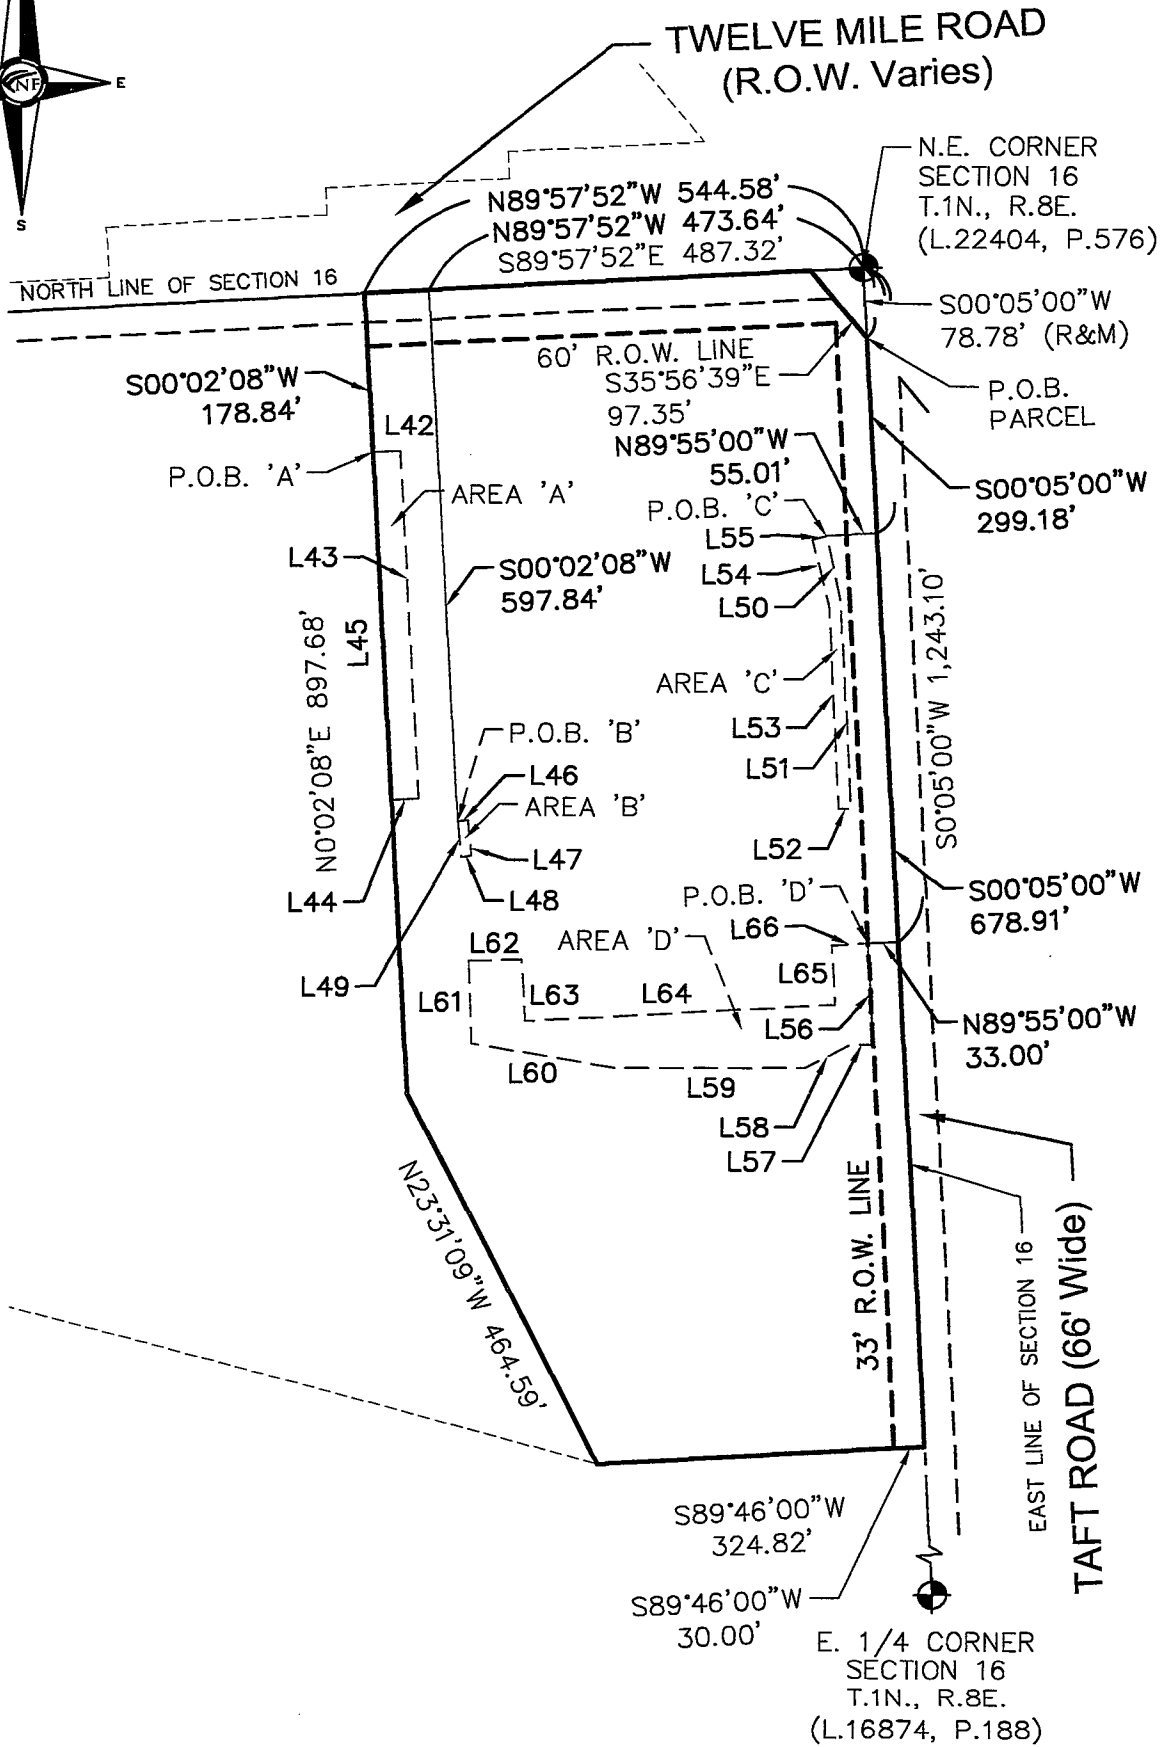 TWELVE MILE ROAD
(R.O.W. Varies)
NF
E
S
N.E. CORNER
SECTION 16
T.1N., R.8E.
(L.22404, P.576)
N89°57'52"W 544.58'
N89°57'52"W 473.64'
S89°57'52"E 487.32'
NORTH LINE OF SECTION 16
S00°05'00"W
78.78' (R&M)
60' R.O.W. LINE
S35°56'39"E
97.35'
P.O.B.
PARCEL
S00°02'08"W
178.84'
L42
N89°55'00"W
55.01'
P.O.B. 'A'
AREA 'A'
P.O.B. 'C'
S00°05'00"W
299.18'
L55
L43
S00°02'08"W
597.84'
L54
L50
N0°02'08"E 897.68'
L45
S0°05'00"W 1,243.10'
AREA 'C'
L53
P.O.B. 'B'
L46
L51
AREA 'B'
L52
L47
L44
L48
P.O.B. 'D'
S00°05'00"W
678.91'
L62
AREA 'D'
L66
L49
L61
L63
L64
L65
L56
N89°55'00"W
33.00'
L60
L59
L58
L57
N23°31'09"W 464.59'
33' R.O.W. LINE
EAST LINE OF SECTION 16
TAFT ROAD (66' Wide)
S89°46'00"W
324.82'
S89°46'00"W
30.00'
E. 1/4 CORNER
SECTION 16
T.1N., R.8E.
(L.16874, P.188)